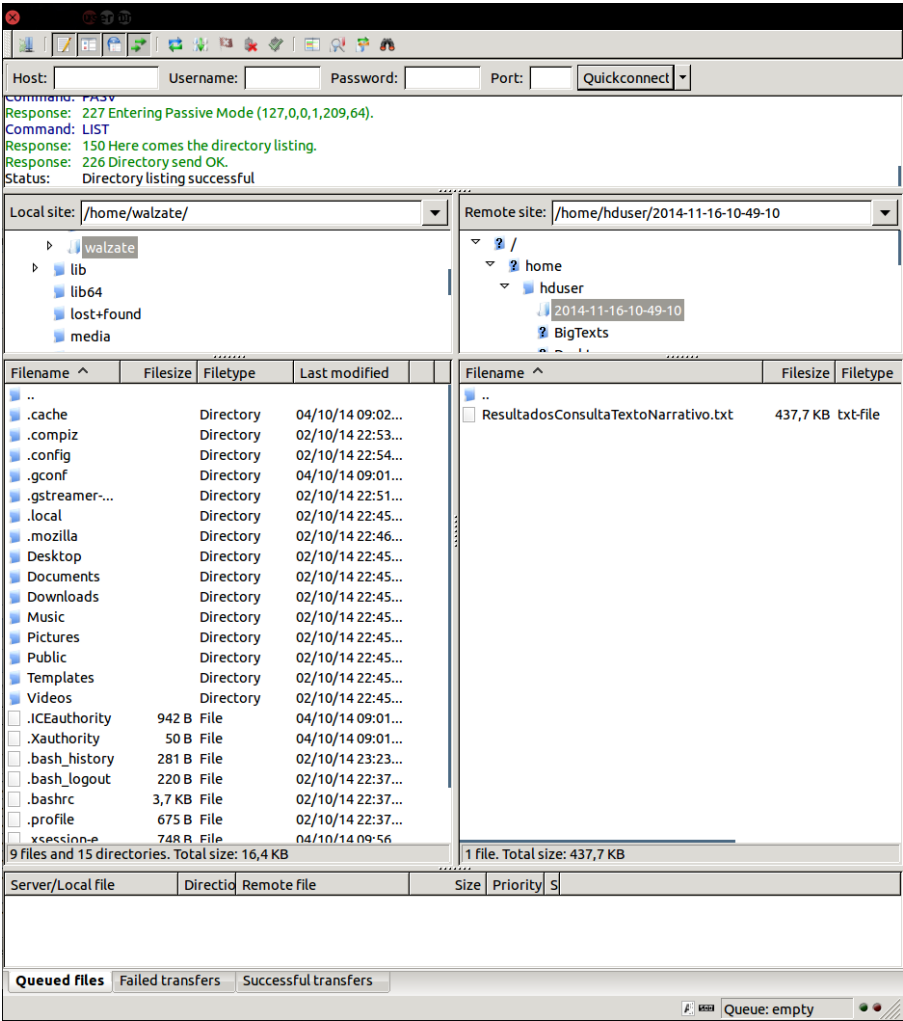 Host: Username: Password: Port: Quickconnect
Command: PASV
Response: 227 Entering Passive Mode (127,0,0,1,209,64).
Command: LIST
Response: 150 Here comes the directory listing.
Response: 226 Directory send OK.
Status: Directory listing successful
Local site: /home/walzate/
walzate
lib
lib64
lost+found
media
Remote site: /home/hduser/2014-11-16-10-49-10
/
home
hduser
2014-11-16-10-49-10
BigTexts
Filename Filesize Filetype Last modified
..
.cache Directory 04/10/14 09:02...
.compiz Directory 02/10/14 22:53...
.config Directory 02/10/14 22:54...
.gconf Directory 04/10/14 09:01...
.gstreamer-... Directory 02/10/14 22:51...
.local Directory 02/10/14 22:45...
.mozilla Directory 02/10/14 22:46...
Desktop Directory 02/10/14 22:45...
Documents Directory 02/10/14 22:45...
Downloads Directory 02/10/14 22:45...
Music Directory 02/10/14 22:45...
Pictures Directory 02/10/14 22:45...
Public Directory 02/10/14 22:45...
Templates Directory 02/10/14 22:45...
Videos Directory 02/10/14 22:45...
.ICEauthority 942 B File 04/10/14 09:01...
.Xauthority 50 B File 04/10/14 09:01...
.bash_history 281 B File 02/10/14 23:23...
.bash_logout 220 B File 02/10/14 22:37...
.bashrc 3,7 KB File 02/10/14 22:37...
.profile 675 B File 02/10/14 22:37...
.xsession-e 748 B File 04/10/14 09:56
9 files and 15 directories. Total size: 16,4 KB
Filename Filesize Filetype
..
ResultadosConsultaTextoNarrativo.txt 437,7 KB txt-file
1 file. Total size: 437,7 KB
Server/Local file Directio Remote file Size Priority S
Queued files Failed transfers Successful transfers
Queue: empty